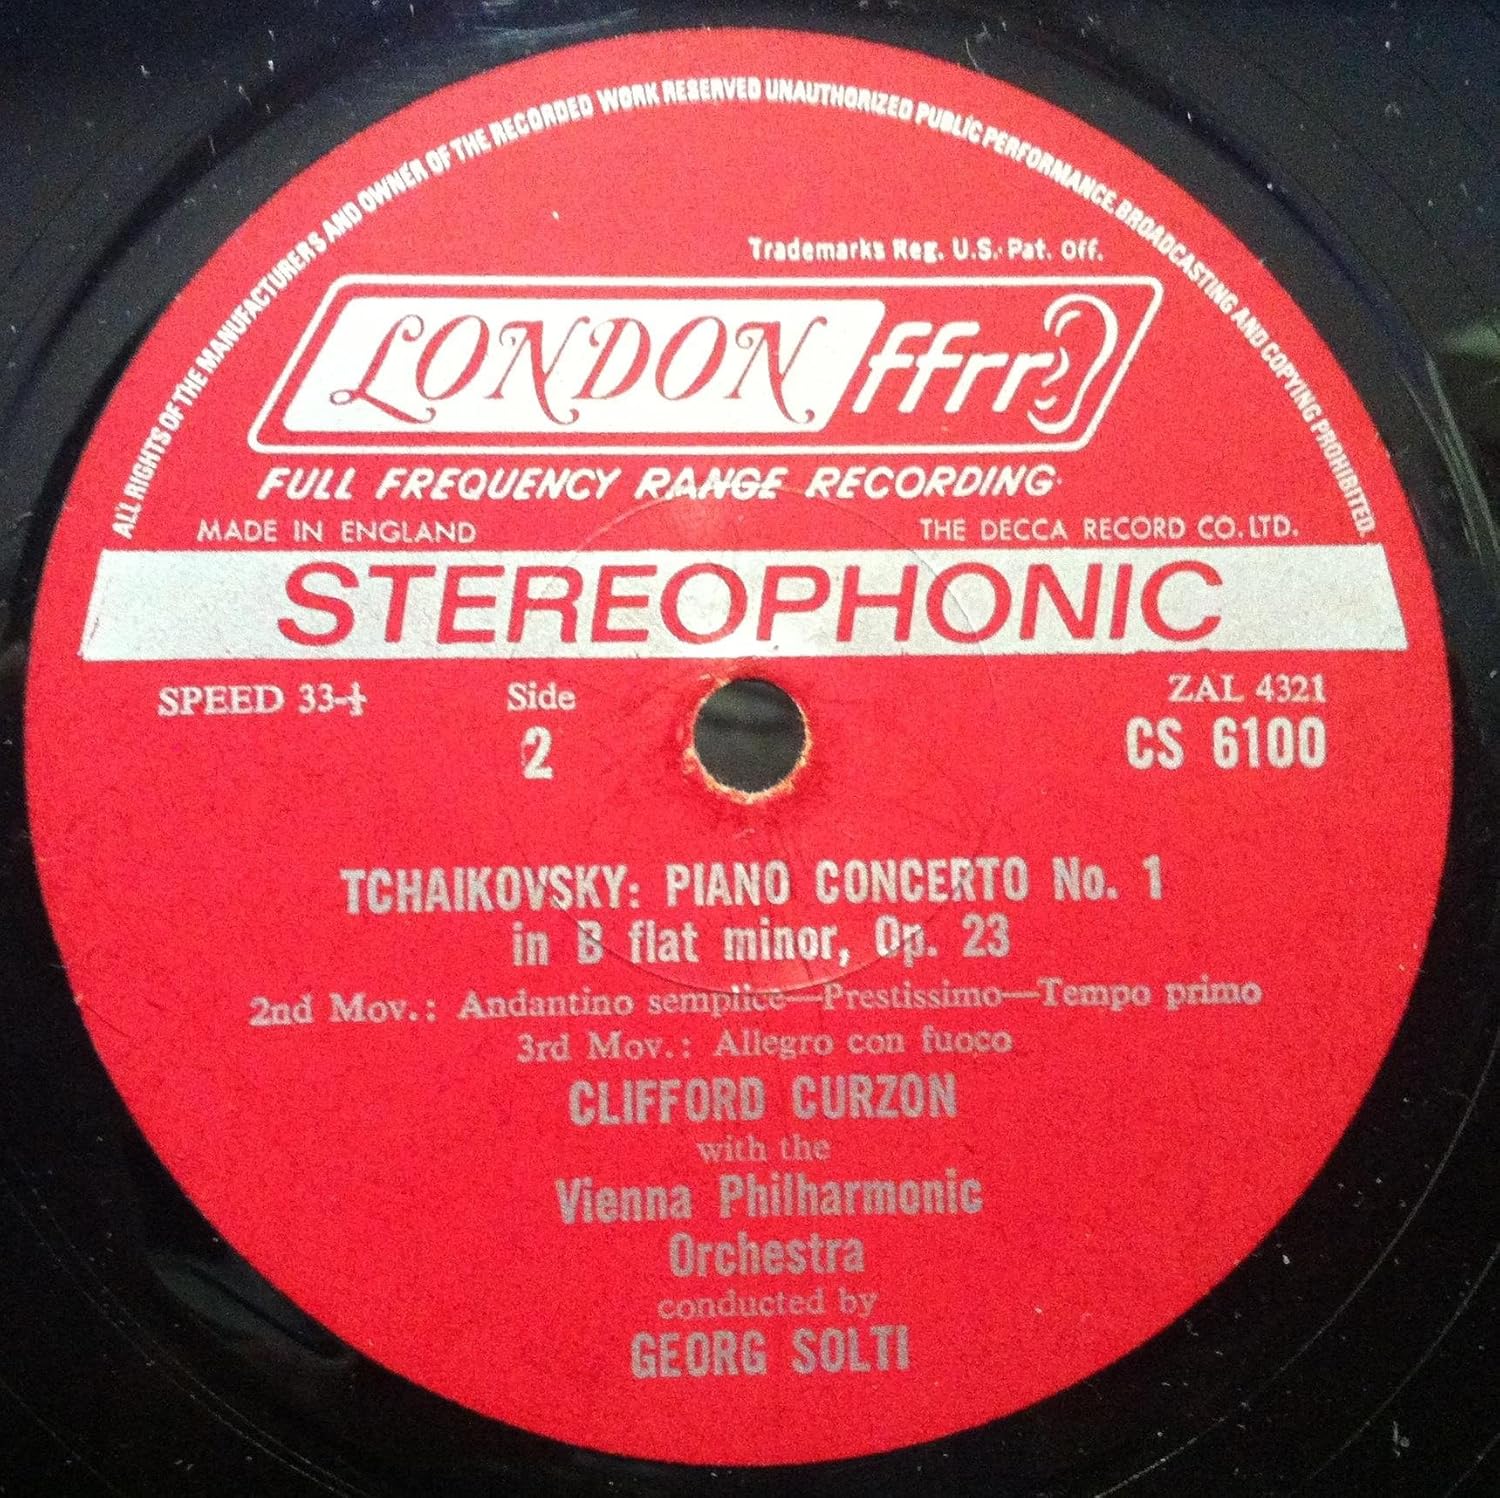 ALL RIGHTS OF THE MANUFACTURERS AND OWNER OF THE RECORDED WORK RESERVED UNAUTHORIZED PUBLIC PERFORMANCE, BROADCASTING AND COPYING PROHIBITED.
Trademarks Reg. U.S. Pat. Off.
LONDON ffrr
FULL FREQUENCY RANGE RECORDING
MADE IN ENGLAND THE DECCA RECORD CO. LTD.
STEREOPHONIC
SPEED 33-⅓ Side ZAL 4321
2 CS 6100
TCHAIKOVSKY: PIANO CONCERTO No. 1
in B flat minor, Op. 23
2nd Mov.: Andantino semplice—Prestissimo—Tempo primo
3rd Mov.: Allegro con fuoco
CLIFFORD CURZON
with the
Vienna Philharmonic
Orchestra
conducted by
GEORG SOLTI